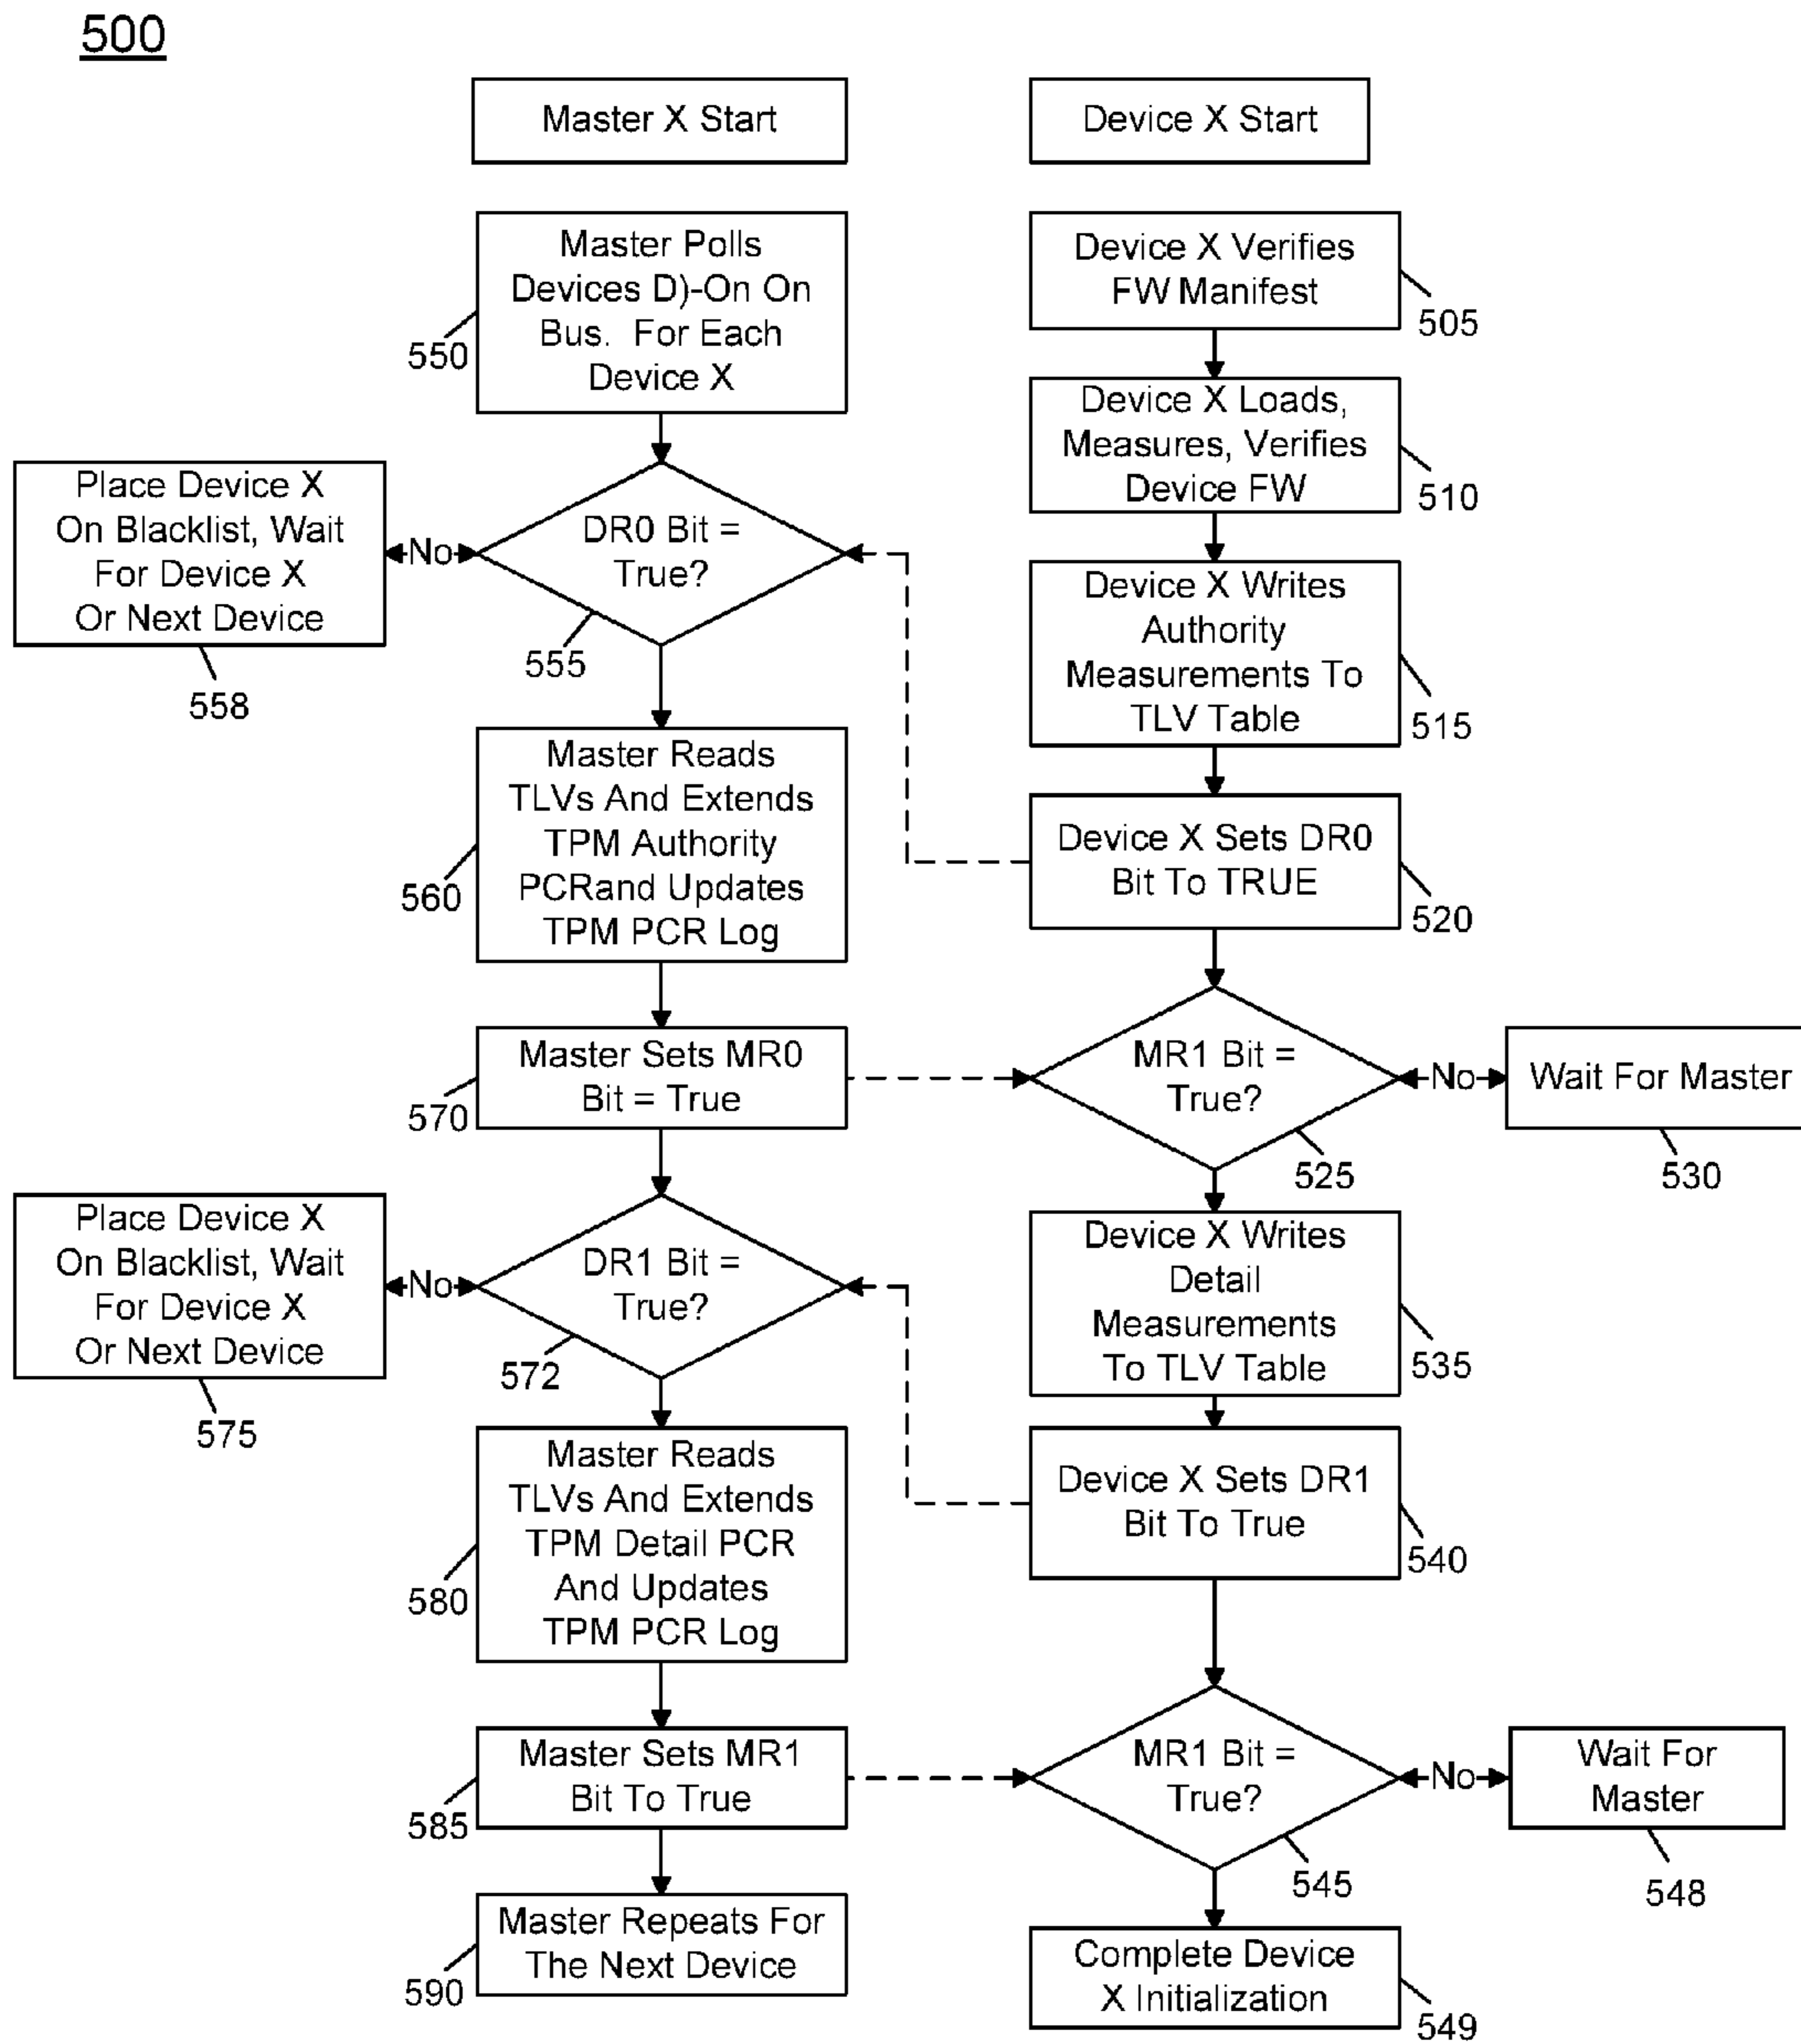 500
Master X Start
Device X Start
Master Polls
Devices D)-On On
Bus. For Each
Device X
550
Device X Verifies
FW Manifest
505
Device X Loads,
Measures, Verifies
Device FW
510
Place Device X
On Blacklist, Wait
For Device X
Or Next Device
558
No
DR0 Bit =
True?
555
Device X Writes
Authority
Measurements To
TLV Table
515
Master Reads
TLVs And Extends
TPM Authority
PCRand Updates
TPM PCR Log
560
Device X Sets DR0
Bit To TRUE
520
Master Sets MR0
Bit = True
570
MR1 Bit =
True?
525
No
Wait For Master
530
Place Device X
On Blacklist, Wait
For Device X
Or Next Device
575
No
DR1 Bit =
True?
572
Device X Writes
Detail
Measurements
To TLV Table
535
Master Reads
TLVs And Extends
TPM Detail PCR
And Updates
TPM PCR Log
580
Device X Sets DR1
Bit To True
540
Master Sets MR1
Bit To True
585
MR1 Bit =
True?
545
No
Wait For
Master
548
Master Repeats For
The Next Device
590
Complete Device
X Initialization
549